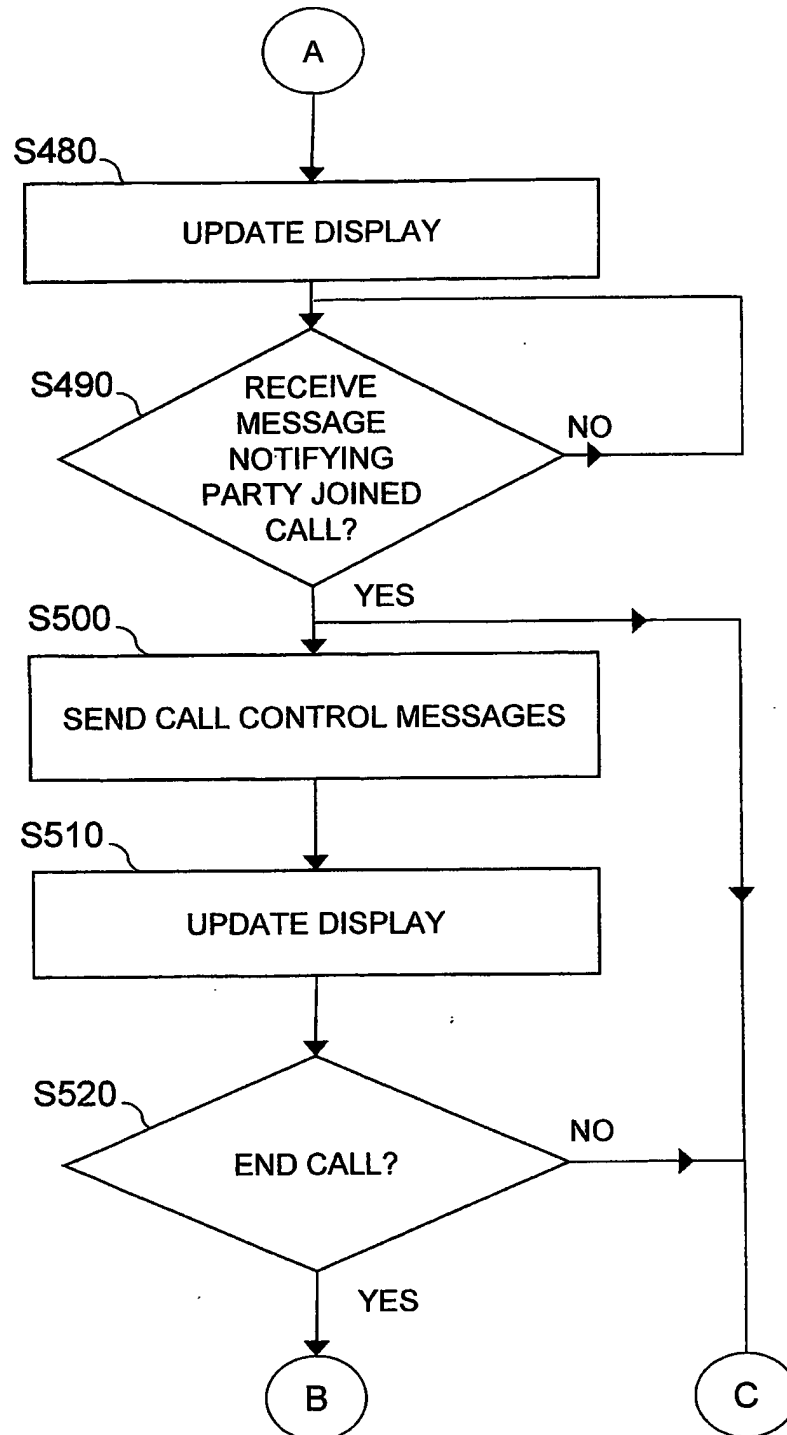 A
S480
UPDATE DISPLAY
S490
RECEIVE
MESSAGE
NOTIFYING
PARTY JOINED
CALL?
NO
YES
S500
SEND CALL CONTROL MESSAGES
S510
UPDATE DISPLAY
S520
END CALL?
NO
YES
B
C